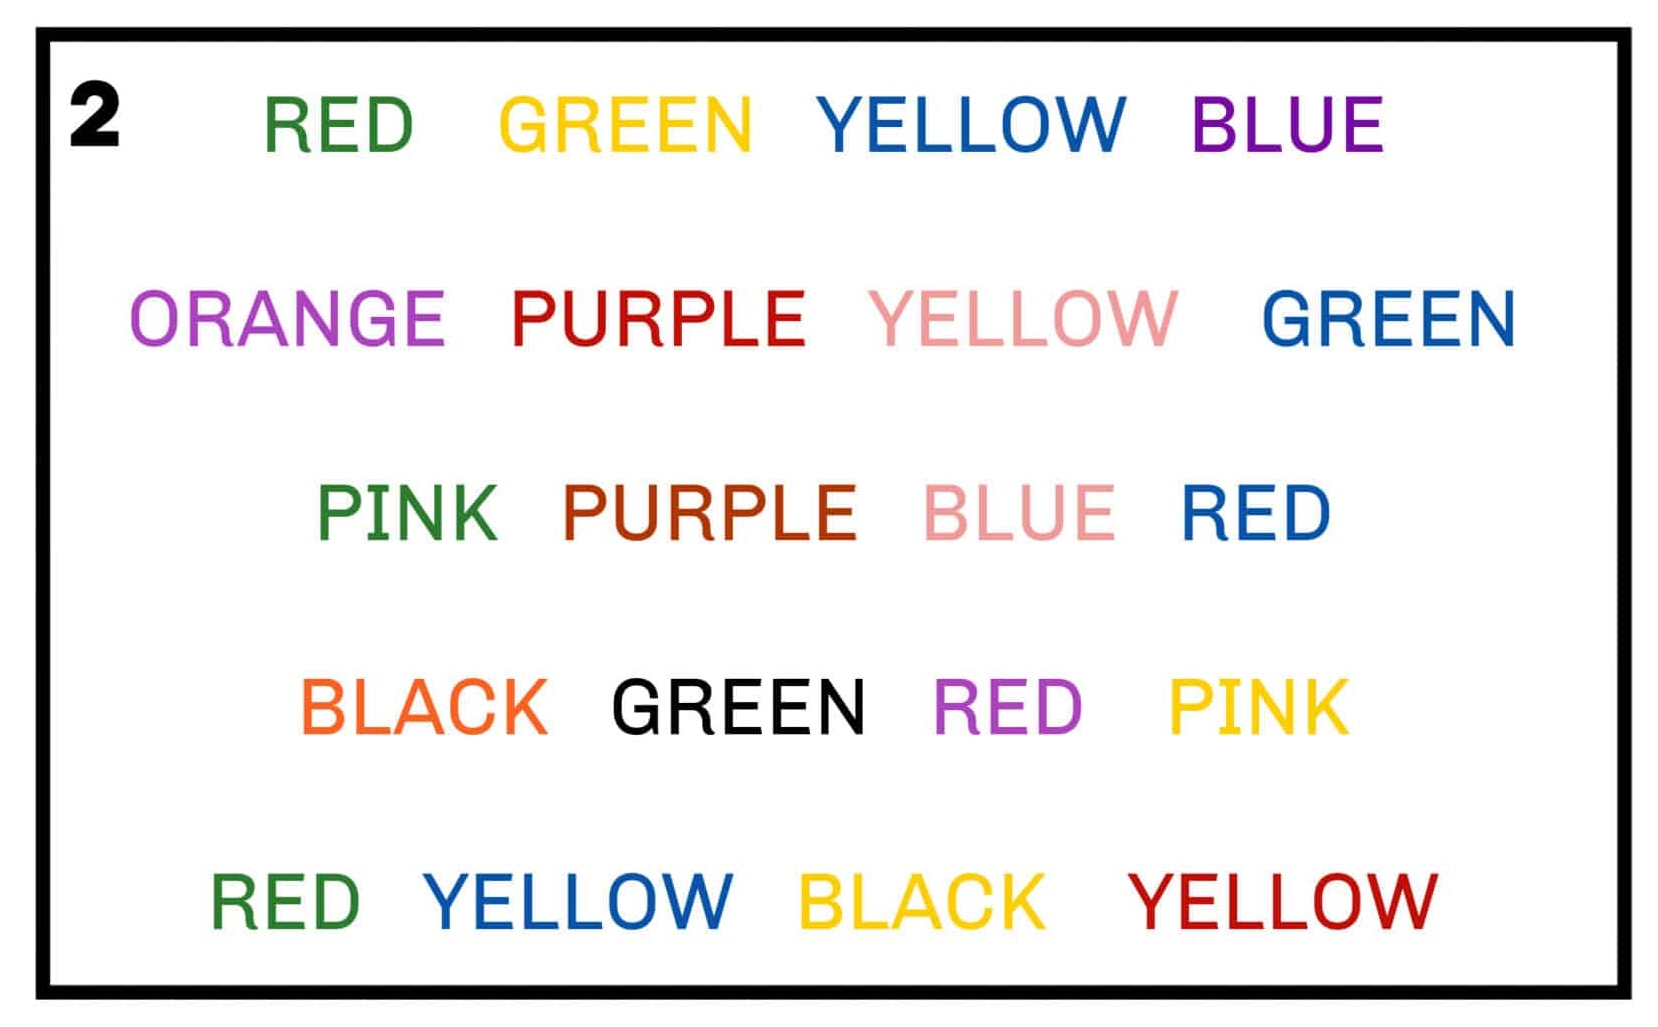 2 RED GREEN YELLOW BLUE
ORANGE PURPLE YELLOW GREEN
PINK PURPLE BLUE RED
BLACK GREEN RED PINK
RED YELLOW BLACK YELLOW